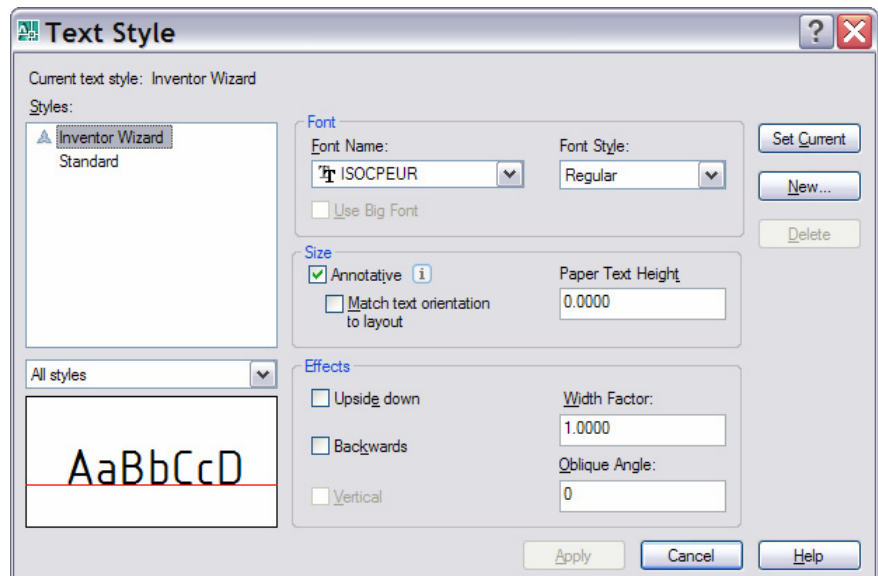 Text Style
Current text style: Inventor Wizard
Styles:
Inventor Wizard
Standard
All styles
AaBbCcD
Font
Font Name:
ISOCPEUR
Font Style:
Regular
Use Big Font
Size
Annotative
Match text orientation
to layout
Paper Text Height
0.0000
Effects
Upside down
Backwards
Vertical
Width Factor:
1.0000
Oblique Angle:
0
Set Current
New...
Delete
Apply
Cancel
Help